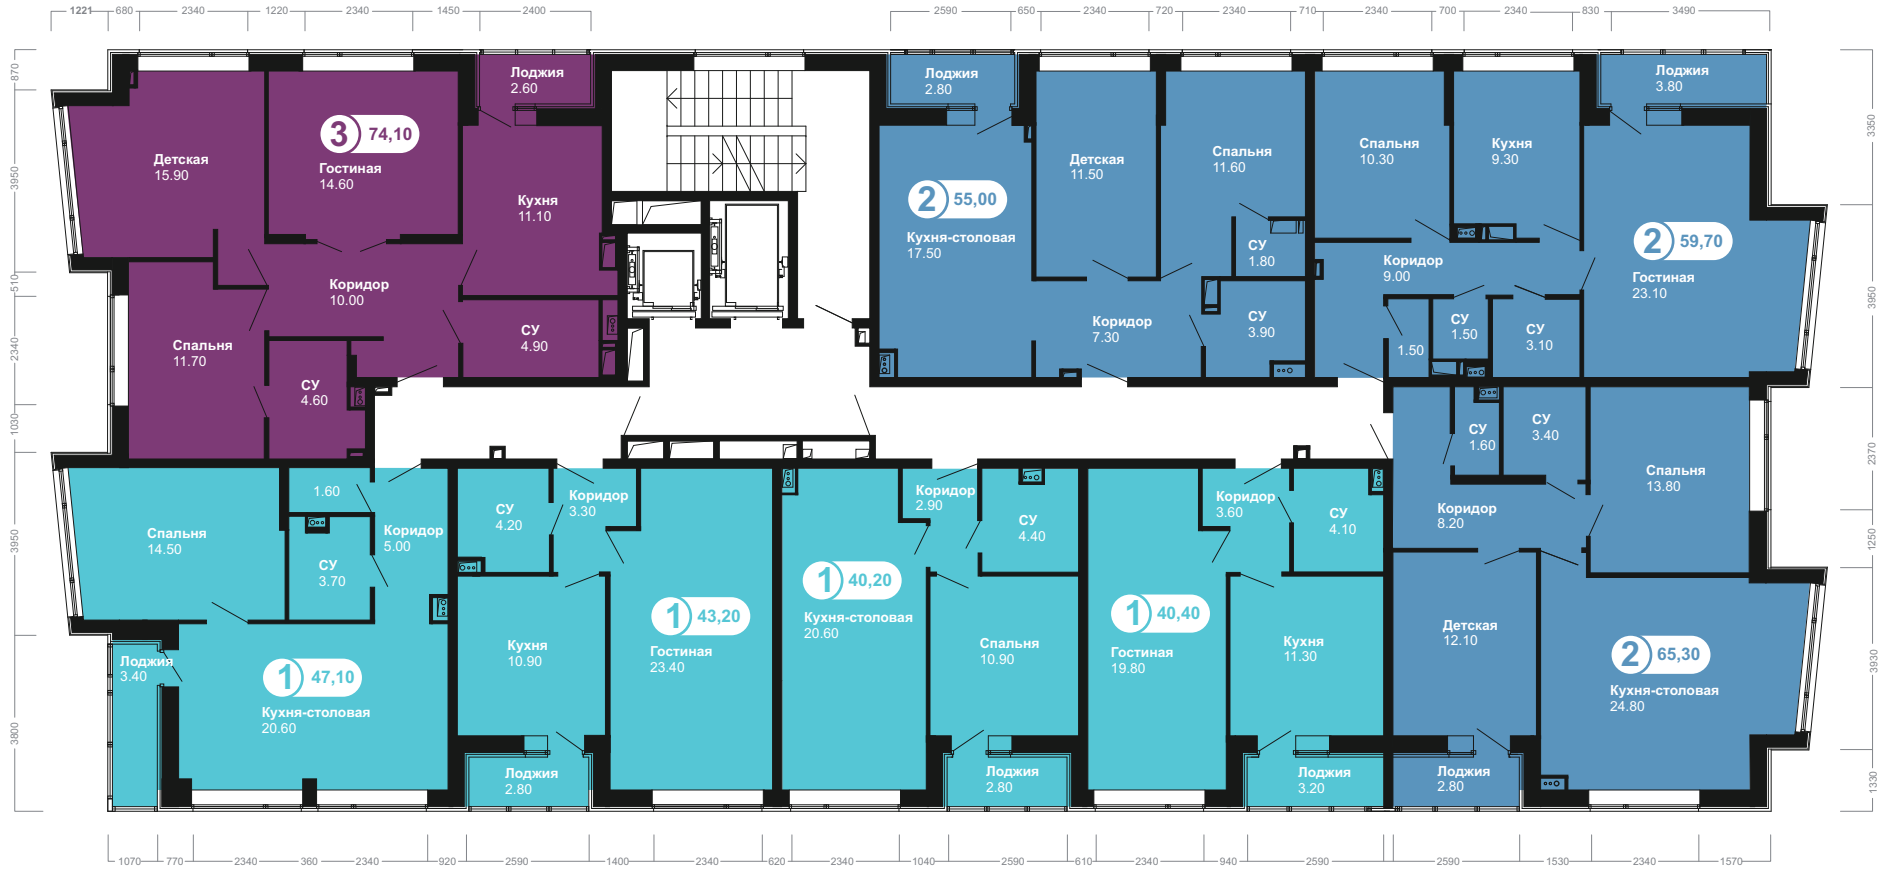 1221 680 2340 1220 2340 1450 2400 2590 650 2340 720 2340 710 2340 700 2340 830 3490
870
3950
510
2340
1030
3950
3800
Лоджия
2.60
3 74,10
Детская
15.90
Гостиная
14.60
Кухня
11.10
Коридор
10.00
Спальня
11.70
СУ
4.90
СУ
4.60
Лоджия
2.80
Детская
11.50
Спальня
11.60
2 55,00
Кухня-столовая
17.50
СУ
1.80
Коридор
7.30
СУ
3.90
Лоджия
3.80
Спальня
10.30
Кухня
9.30
2 59,70
Гостиная
23.10
Коридор
9.00
1.50
СУ
1.50
СУ
3.10
3350
3950
2370
1250
3930
1330
Спальня
14.50
1.60
Коридор
5.00
СУ
3.70
Лоджия
3.40
1 47,10
Кухня-столовая
20.60
СУ
4.20
Коридор
3.30
Кухня
10.90
1 43,20
Гостиная
23.40
Лоджия
2.80
Коридор
2.90
СУ
4.40
1 40,20
Кухня-столовая
20.60
Спальня
10.90
Лоджия
2.80
Коридор
3.60
СУ
4.10
1 40,40
Гостиная
19.80
Кухня
11.30
Лоджия
3.20
СУ
1.60
СУ
3.40
Спальня
13.80
Коридор
8.20
Детская
12.10
2 65,30
Кухня-столовая
24.80
Лоджия
2.80
1070 770 2340 360 2340 920 2590 1400 2340 620 2340 1040 2590 610 2340 940 2590 2590 1530 2340 1570